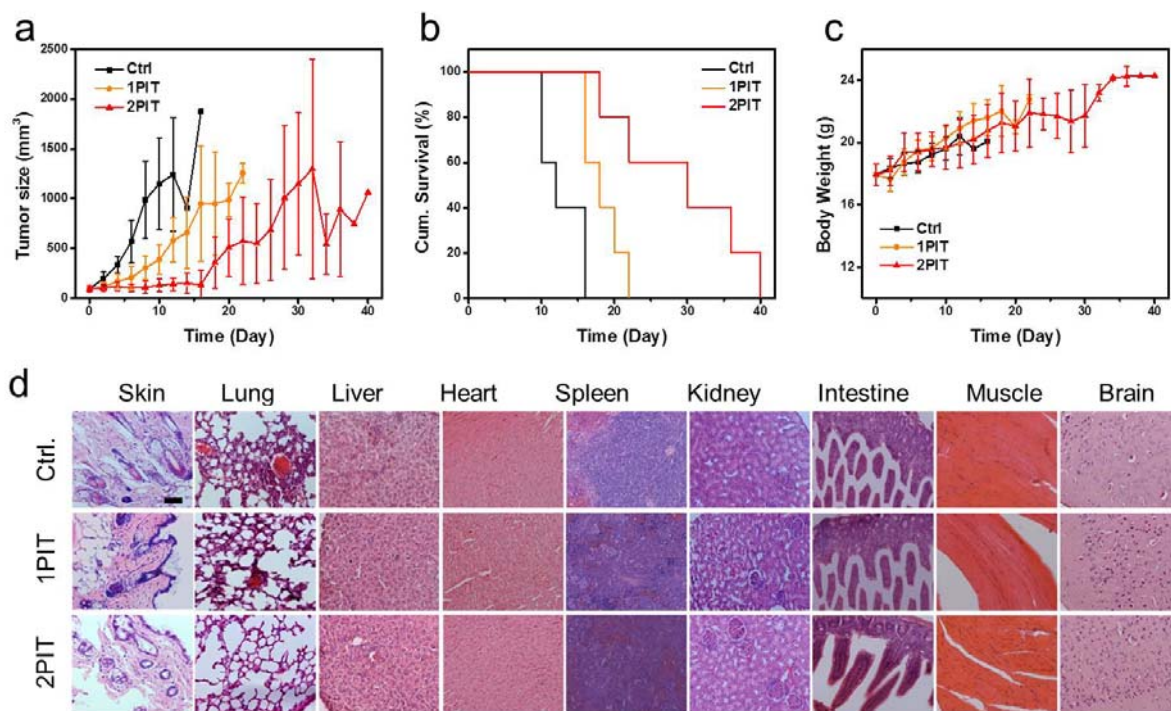 a
Tumor size (mm³)
2500
2000
1500
1000
500
0
Ctrl
1PIT
2PIT
0 10 20 30 40
Time (Day)
b
Cum. Survival (%)
100
80
60
40
20
0
Ctrl
1PIT
2PIT
0 10 20 30 40
Time (Day)
c
Body Weight (g)
24
20
16
12
Ctrl
1PIT
2PIT
0 10 20 30 40
Time (Day)
d
Skin Lung Liver Heart Spleen Kidney Intestine Muscle Brain
Ctrl.
1PIT
2PIT